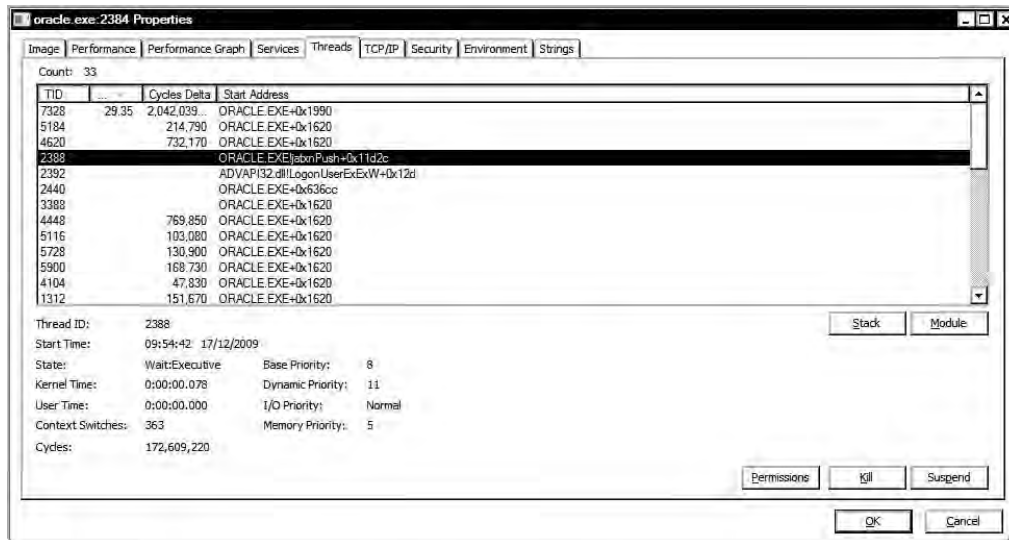 oracle.exe:2384 Properties
Image Performance Performance Graph Services Threads TCP/IP Security Environment Strings
Count: 33
TID ... Cycles Delta Start Address
7328 29.35 2,042,039... ORACLE.EXE+0x1990
5184 214,790 ORACLE.EXE+0x1620
4620 732,170 ORACLE.EXE+0x1620
2388 ORACLE.EXE!jatxnPush+0x11d2c
2392 ADVAPI32.dll!LogonUserExExW+0x12d
2440 ORACLE.EXE+0x636cc
3388 ORACLE.EXE+0x1620
4448 769,850 ORACLE.EXE+0x1620
5116 103,080 ORACLE.EXE+0x1620
5728 130,900 ORACLE.EXE+0x1620
5900 168,730 ORACLE.EXE+0x1620
4104 47,830 ORACLE.EXE+0x1620
1312 151,670 ORACLE.EXE+0x1620
Thread ID: 2388
Stack Module
Start Time: 09:54:42 17/12/2009
State: Wait:Executive Base Priority: 8
Kernel Time: 0:00:00.078 Dynamic Priority: 11
User Time: 0:00:00.000 I/O Priority: Normal
Context Switches: 363 Memory Priority: 5
Cycles: 172,609,220
Permissions Kill Suspend
OK Cancel